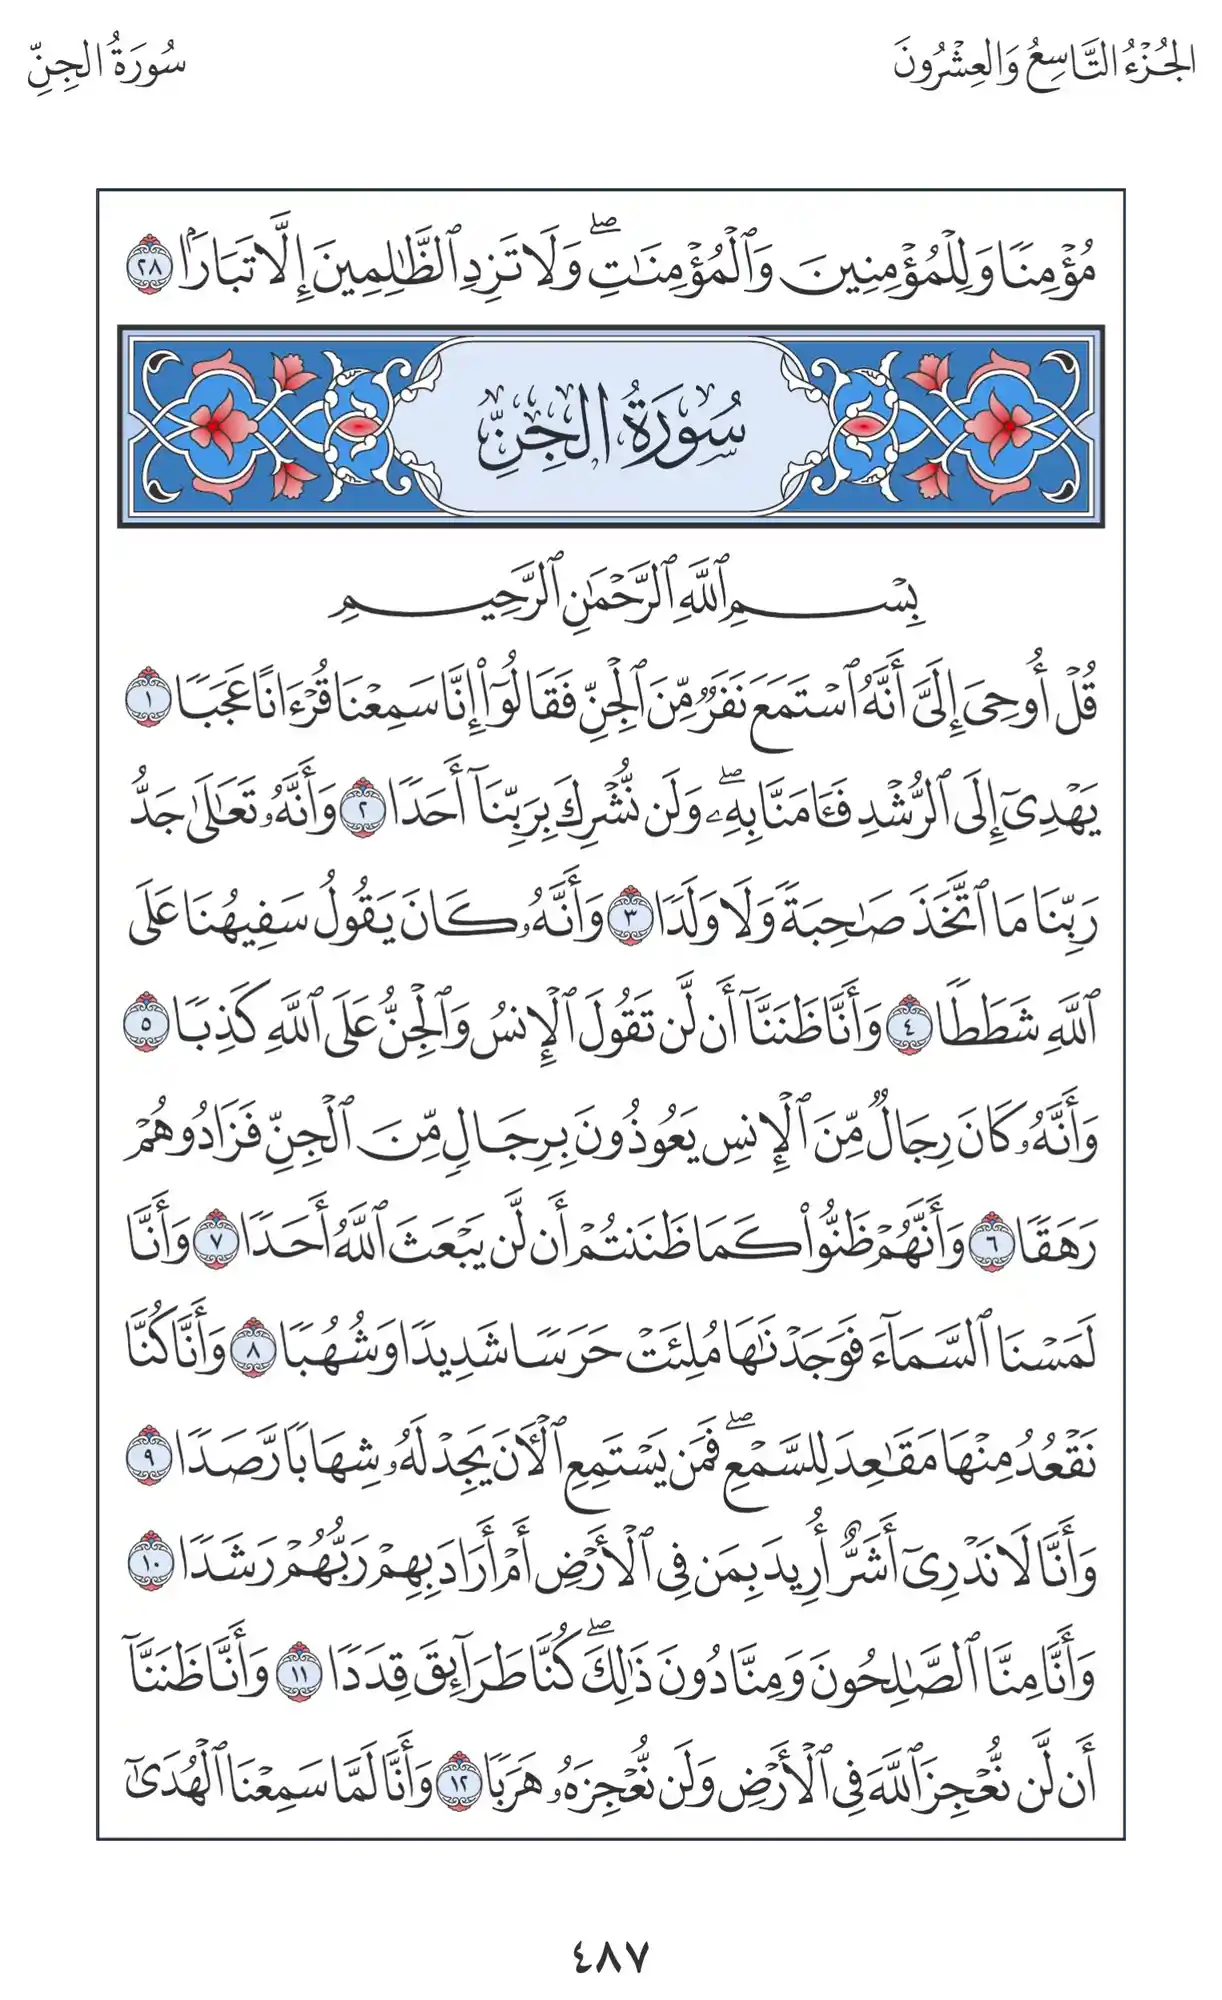 الجُزْءُ التَّاسِعُ وَالعِشْرُونَ
سُورَةُ الجِنِّ
مُؤْمِنٗا وَلِلۡمُؤۡمِنِينَ وَٱلۡمُؤۡمِنَٰتِۖ وَلَا تَزِدِ ٱلظَّٰلِمِينَ إِلَّا تَبَارَۢا ٢٨
سُورَةُ الجِنِّ
بِسۡمِ ٱللَّهِ ٱلرَّحۡمَٰنِ ٱلرَّحِيمِ
قُلۡ أُوحِيَ إِلَيَّ أَنَّهُ ٱسۡتَمَعَ نَفَرٞ مِّنَ ٱلۡجِنِّ فَقَالُوٓاْ إِنَّا سَمِعۡنَا قُرۡءَانًا عَجَبٗا ١
يَهۡدِيٓ إِلَى ٱلرُّشۡدِ فَـَٔامَنَّا بِهِۦۖ وَلَن نُّشۡرِكَ بِرَبِّنَآ أَحَدٗا ٢ وَأَنَّهُۥ تَعَٰلَىٰ جَدُّ
رَبِّنَا مَا ٱتَّخَذَ صَٰحِبَةٗ وَلَا وَلَدٗا ٣ وَأَنَّهُۥ كَانَ يَقُولُ سَفِيهُنَا عَلَى
ٱللَّهِ شَطَطٗا ٤ وَأَنَّا ظَنَنَّآ أَن لَّن تَقُولَ ٱلۡإِنسُ وَٱلۡجِنُّ عَلَى ٱللَّهِ كَذِبٗا ٥
وَأَنَّهُۥ كَانَ رِجَالٞ مِّنَ ٱلۡإِنسِ يَعُوذُونَ بِرِجَالٖ مِّنَ ٱلۡجِنِّ فَزَادُوهُمۡ
رَهَقٗا ٦ وَأَنَّهُمۡ ظَنُّواْ كَمَا ظَنَنتُمۡ أَن لَّن يَبۡعَثَ ٱللَّهُ أَحَدٗا ٧ وَأَنَّا
لَمَسۡنَا ٱلسَّمَآءَ فَوَجَدۡنَٰهَا مُلِئَتۡ حَرَسٗا شَدِيدٗا وَشُهُبٗا ٨ وَأَنَّا كُنَّا
نَقۡعُدُ مِنۡهَا مَقَٰعِدَ لِلسَّمۡعِۖ فَمَن يَسۡتَمِعِ ٱلۡأٓنَ يَجِدۡ لَهُۥ شِهَابٗا رَّصَدٗا ٩
وَأَنَّا لَا نَدۡرِيٓ أَشَرٌّ أُرِيدَ بِمَن فِي ٱلۡأَرۡضِ أَمۡ أَرَادَ بِهِمۡ رَبُّهُمۡ رَشَدٗا ١٠
وَأَنَّا مِنَّا ٱلصَّٰلِحُونَ وَمِنَّا دُونَ ذَٰلِكَۖ كُنَّا طَرَآئِقَ قِدَدٗا ١١ وَأَنَّا ظَنَنَّآ
أَن لَّن نُّعۡجِزَ ٱللَّهَ فِي ٱلۡأَرۡضِ وَلَن نُّعۡجِزَهُۥ هَرَبٗا ١٢ وَأَنَّا لَمَّا سَمِعۡنَا ٱلۡهُدَىٰٓ
٤٨٧